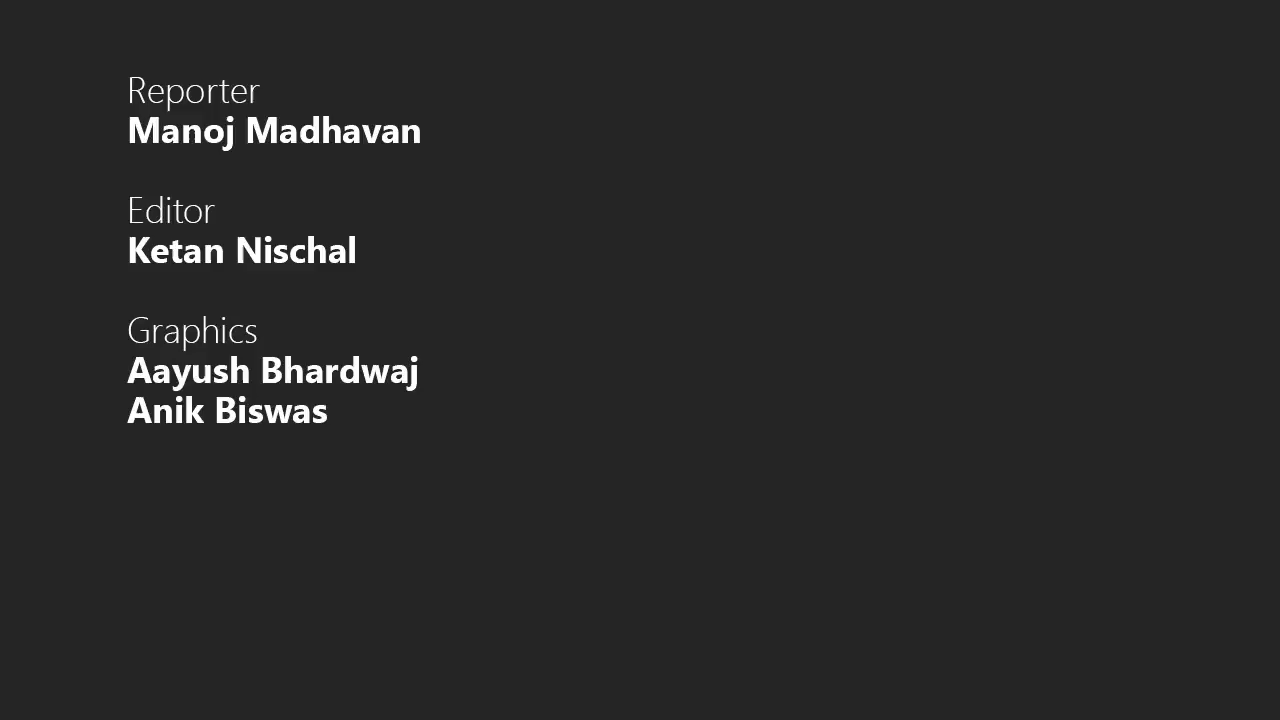 Reporter
Manoj Madhavan
Editor
Ketan Nischal
Graphics
Aayush Bhardwaj
Anik Biswas